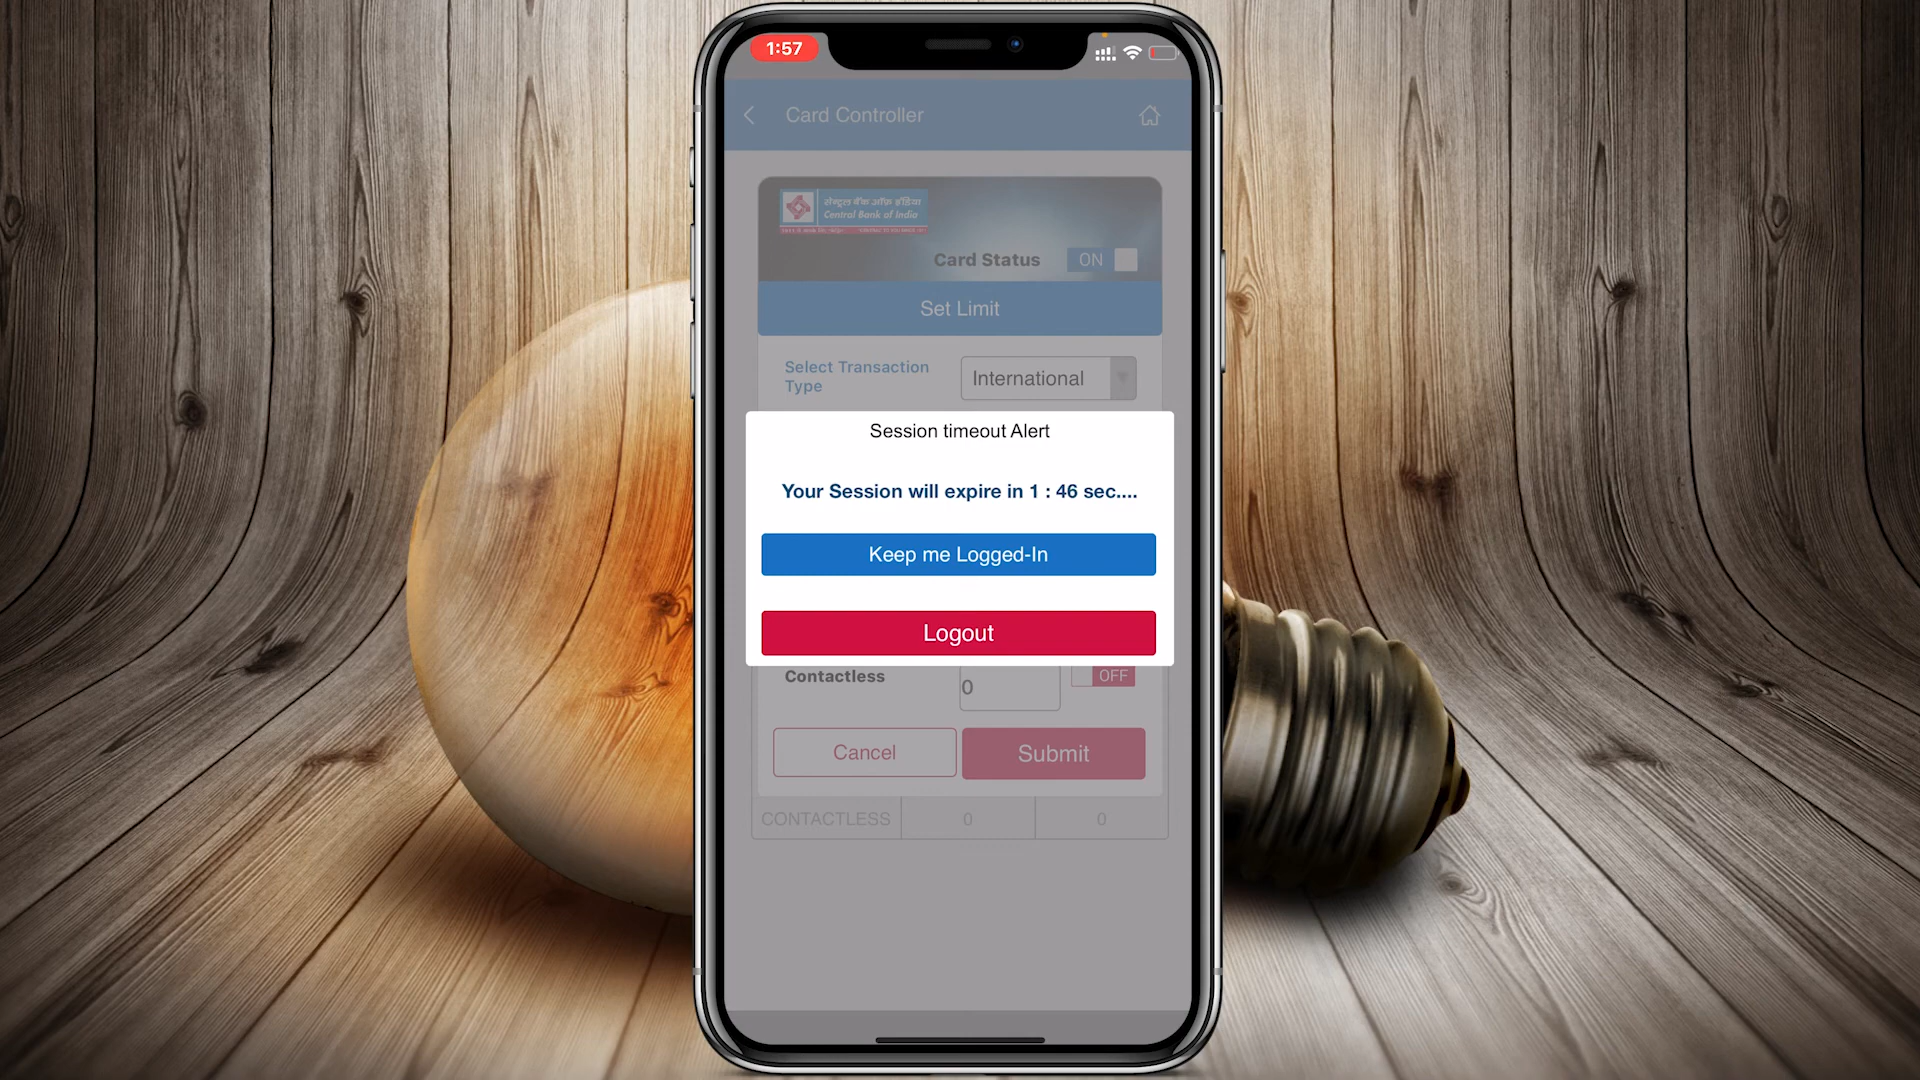 1:57
Card Controller
सेन्ट्रल बैंक ऑफ़ इंडिया
Central Bank of India
Card Status ON
Set Limit
Select Transaction
Type
International
Session timeout Alert
Your Session will expire in 1 : 46 sec....
Keep me Logged-In
Logout
Contactless
0
OFF
Cancel
Submit
CONTACTLESS 0 0